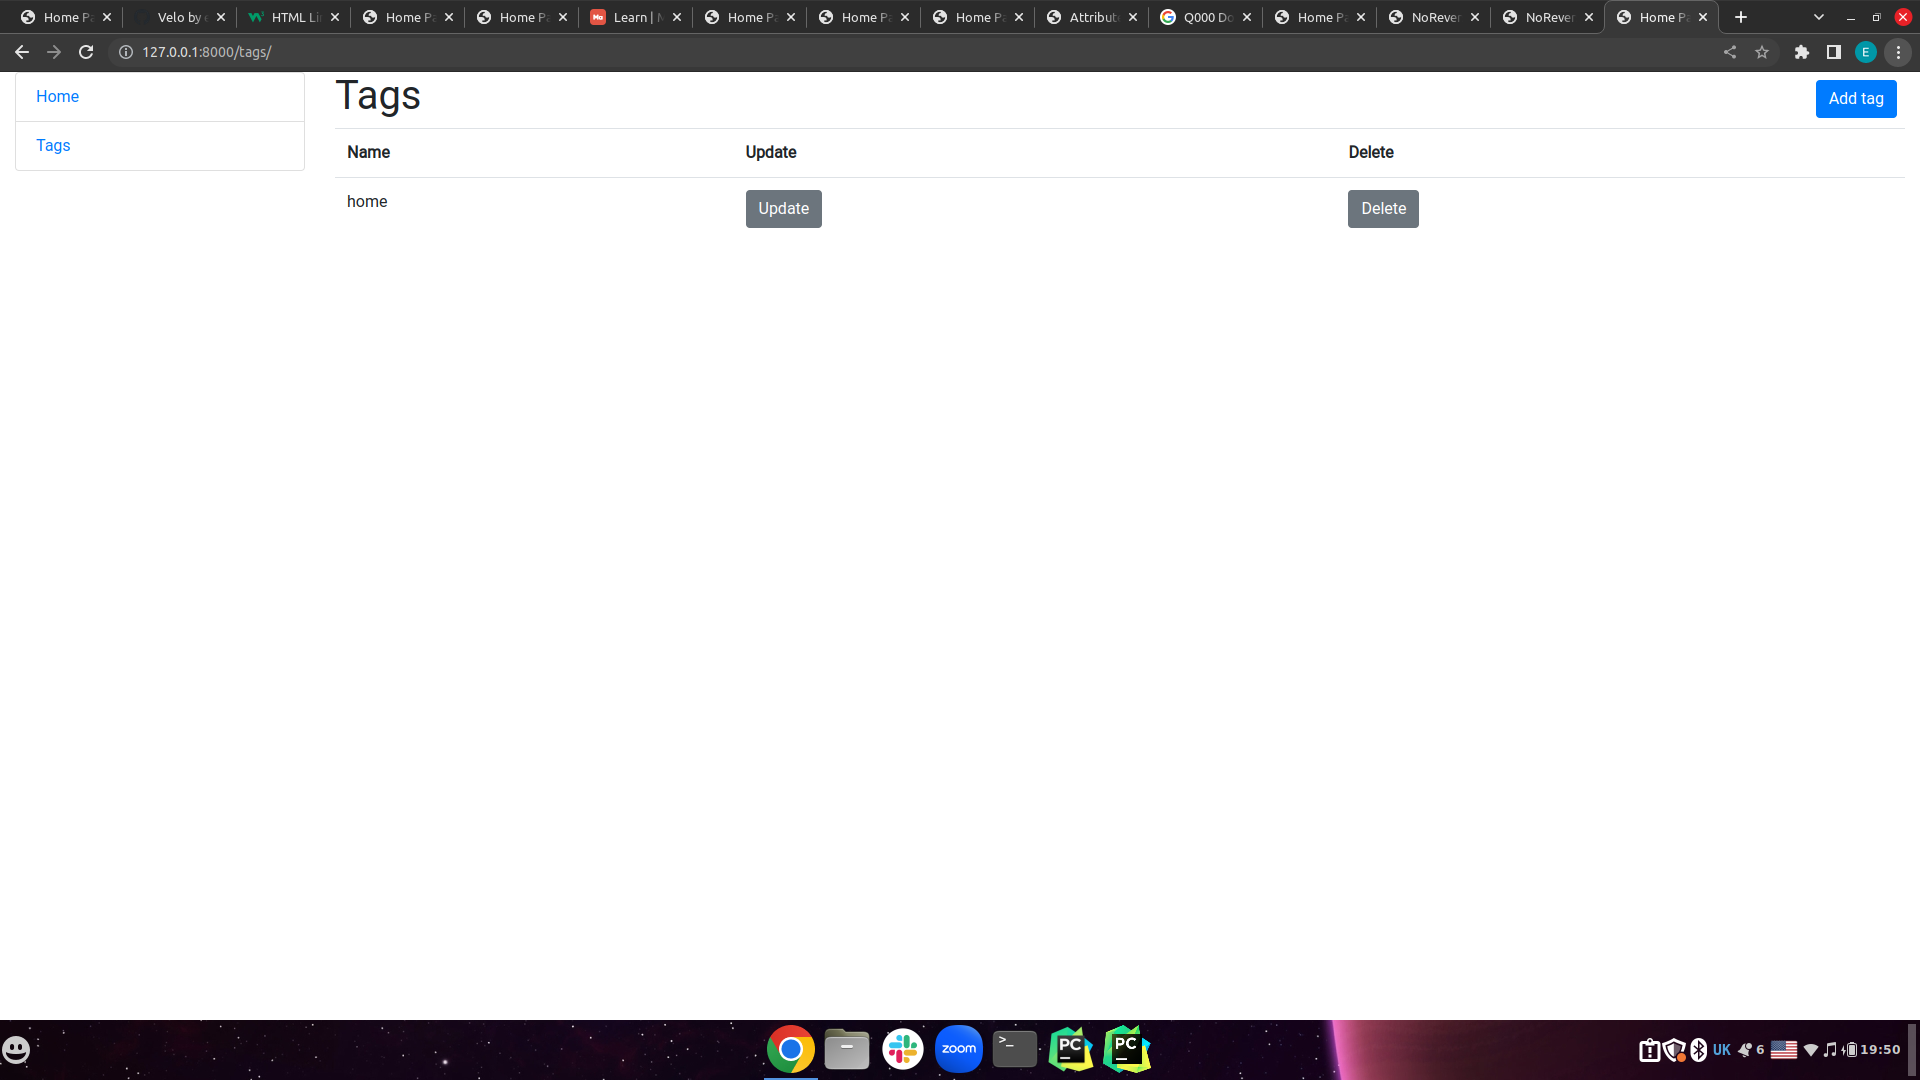 Home Pa
Velo by
HTML Li
Home Pa
Home Pa
Learn |
Home Pa
Home Pa
Home Pa
Attribut
Q000 Do
Home Pa
NoRever
NoRever
Home Pa
127.0.0.1:8000/tags/
E
Home
Tags
Tags
Add tag
Name Update Delete
home Update Delete
zoom
>_
PC
PC
UK
6
19:50